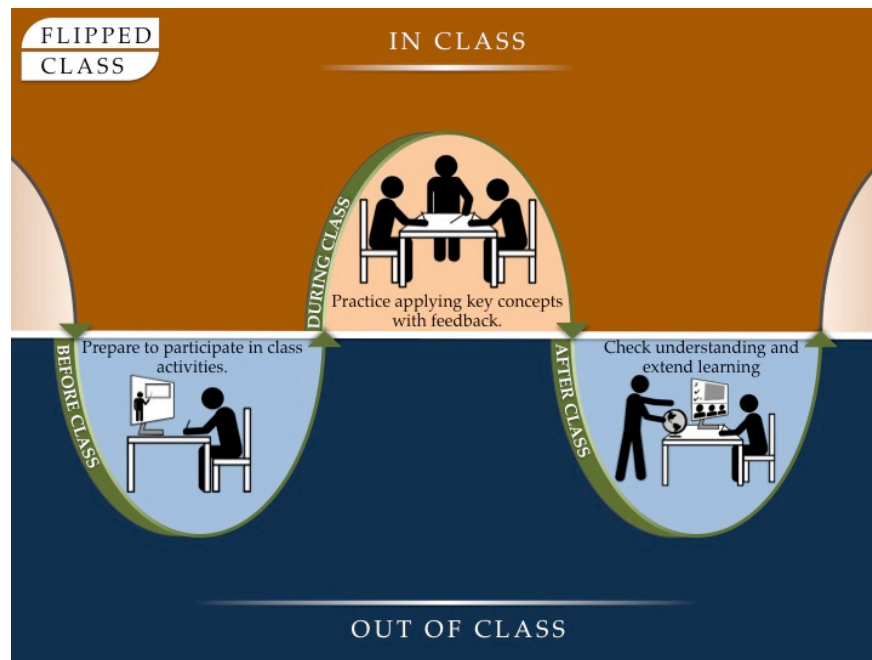 FLIPPED
CLASS
IN CLASS
DURING CLASS
Practice applying key concepts
with feedback.
BEFORE CLASS
Prepare to participate in class
activities.
AFTER CLASS
Check understanding and
extend learning
OUT OF CLASS